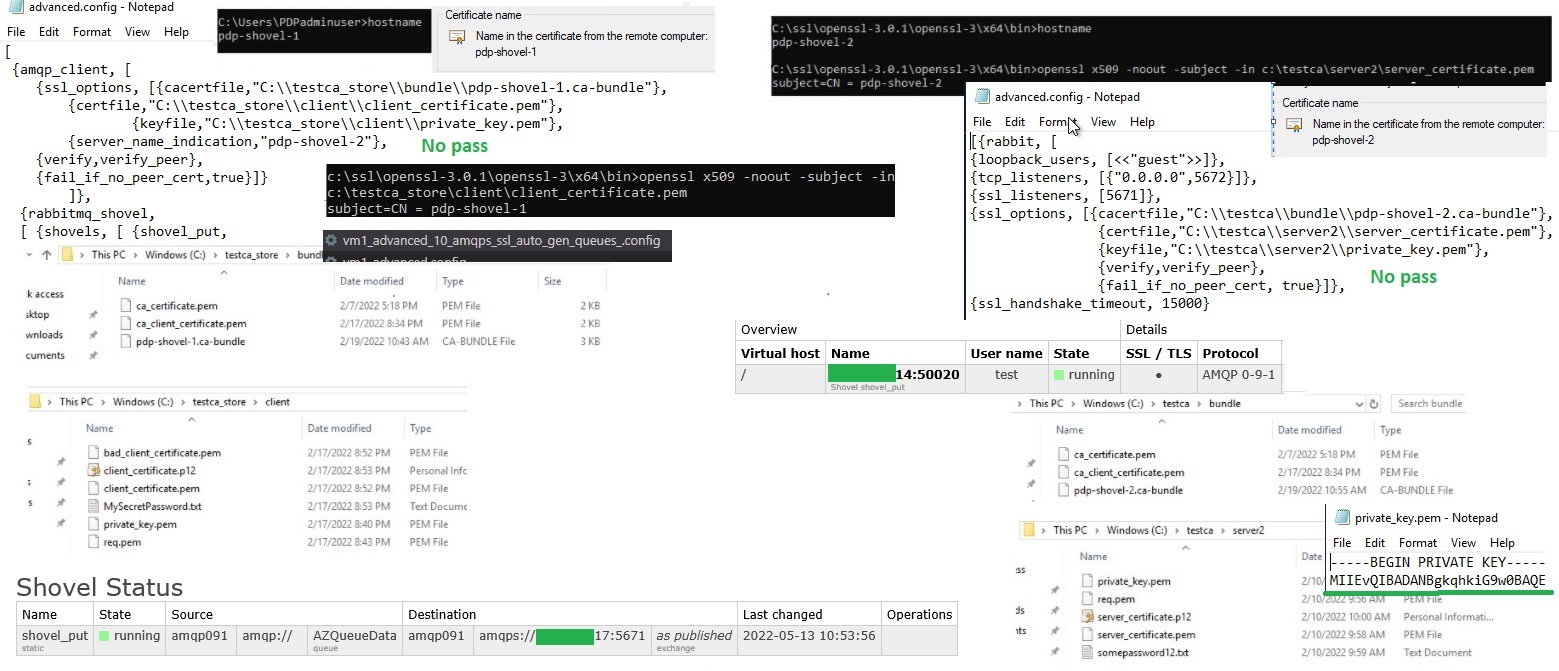 advanced.config - Notepad
File Edit Format View Help
[
{amqp_client, [
{ssl_options, [{cacertfile,"C:\\testca_store\\bundle\\pdp-shovel-1.ca-bundle"},
{certfile,"C:\\testca_store\\client\\client_certificate.pem"},
{keyfile,"C:\\testca_store\\client\\private_key.pem"},
{server_name_indication,"pdp-shovel-2"},
{verify,verify_peer},
{fail_if_no_peer_cert,true}]}
]},
{rabbitmq_shovel,
[ {shovels, [ {shovel_put,
No pass
C:\Users\PDPadminuser>hostname
pdp-shovel-1
Certificate name
Name in the certificate from the remote computer:
pdp-shovel-1
c:\ssl\openssl-3.0.1\openssl-3\x64\bin>openssl x509 -noout -subject -in
c:\testca_store\client\client_certificate.pem
subject=CN = pdp-shovel-1
vm1_advanced_10_amqps_ssl_auto_gen_queues_.config
vm1_advanced.config
This PC > Windows (C:) > testca_store > bundl
Name Date modified Type Size
k access
sktop
wnloads
cuments
ca_certificate.pem 2/7/2022 5:18 PM PEM File 2 KB
ca_client_certificate.pem 2/17/2022 8:34 PM PEM File 2 KB
pdp-shovel-1.ca-bundle 2/19/2022 10:43 AM CA-BUNDLE File 3 KB
This PC > Windows (C:) > testca_store > client
Name Date modified Type
s
bad_client_certificate.pem 2/17/2022 8:52 PM PEM File
client_certificate.p12 2/17/2022 8:53 PM Personal Infc
client_certificate.pem 2/17/2022 8:52 PM PEM File
MySecretPassword.txt 2/17/2022 8:53 PM Text Docume
private_key.pem 2/17/2022 8:40 PM PEM File
req.pem 2/17/2022 8:43 PM PEM File
Shovel Status
Name State Source Destination Last changed Operations
shovel_put running amqp091 amqp:// AZQueueData amqp091 amqps:// 17:5671 as published 2022-05-13 10:53:56
static queue exchange
C:\ssl\openssl-3.0.1\openssl-3\x64\bin>hostname
pdp-shovel-2
C:\ssl\openssl-3.0.1\openssl-3\x64\bin>openssl x509 -noout -subject -in c:\testca\server2\server_certificate.pem
subject=CN = pdp-shovel-2
advanced.config - Notepad
File Edit Format View Help
[{rabbit, [
{loopback_users, [<<"guest">>]},
{tcp_listeners, [{"0.0.0.0",5672}]},
{ssl_listeners, [5671]},
{ssl_options, [{cacertfile,"C:\\testca\\bundle\\pdp-shovel-2.ca-bundle"},
{certfile,"C:\\testca\\server2\\server_certificate.pem"},
{keyfile,"C:\\testca\\server2\\private_key.pem"},
{verify,verify_peer},
{fail_if_no_peer_cert, true}]},
{ssl_handshake_timeout, 15000}
No pass
Certificate name
Name in the certificate from the remote computer:
pdp-shovel-2
Overview Details
Virtual host Name User name State SSL / TLS Protocol
/ 14:50020 test running ● AMQP 0-9-1
Shovel shovel_put
This PC > Windows (C:) > testca > bundle Search bundle
Name Date modified Type
ca_certificate.pem 2/7/2022 5:18 PM PEM File
ca_client_certificate.pem 2/17/2022 8:34 PM PEM File
pdp-shovel-2.ca-bundle 2/19/2022 10:55 AM CA-BUNDLE File
This PC > Windows (C:) > testca > server2
Name Date
ss
ds
nts
private_key.pem 2/10/
req.pem 2/10/2022 9:56 AM PEM File
server_certificate.p12 2/10/2022 10:00 AM Personal Informati...
server_certificate.pem 2/10/2022 9:58 AM PEM File
somepassword12.txt 2/10/2022 9:59 AM Text Document
private_key.pem - Notepad
File Edit Format View Help
-----BEGIN PRIVATE KEY-----
MIIEvQIBADANBgkqhkiG9w0BAQE